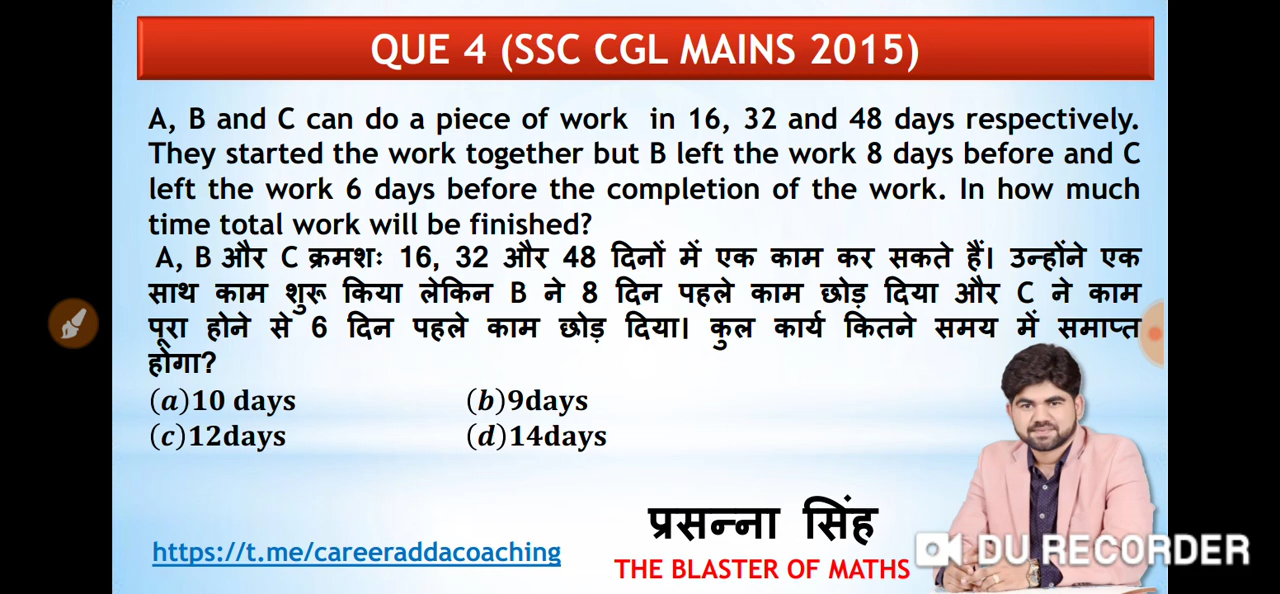 QUE 4 (SSC CGL MAINS 2015)
A, B and C can do a piece of work in 16, 32 and 48 days respectively.
They started the work together but B left the work 8 days before and C
left the work 6 days before the completion of the work. In how much
time total work will be finished?
A, B और C क्रमशः 16, 32 और 48 दिनों में एक काम कर सकते हैं। उन्होंने एक
साथ काम शुरू किया लेकिन B ने 8 दिन पहले काम छोड़ दिया और C ने काम
पूरा होने से 6 दिन पहले काम छोड़ दिया। कुल कार्य कितने समय में समाप्त
होगा?
(a)10 days (b)9days
(c)12days (d)14days
प्रसन्ना सिंह
https://t.me/careeraddacoaching
THE BLASTER OF MATHS
DU RECORDER